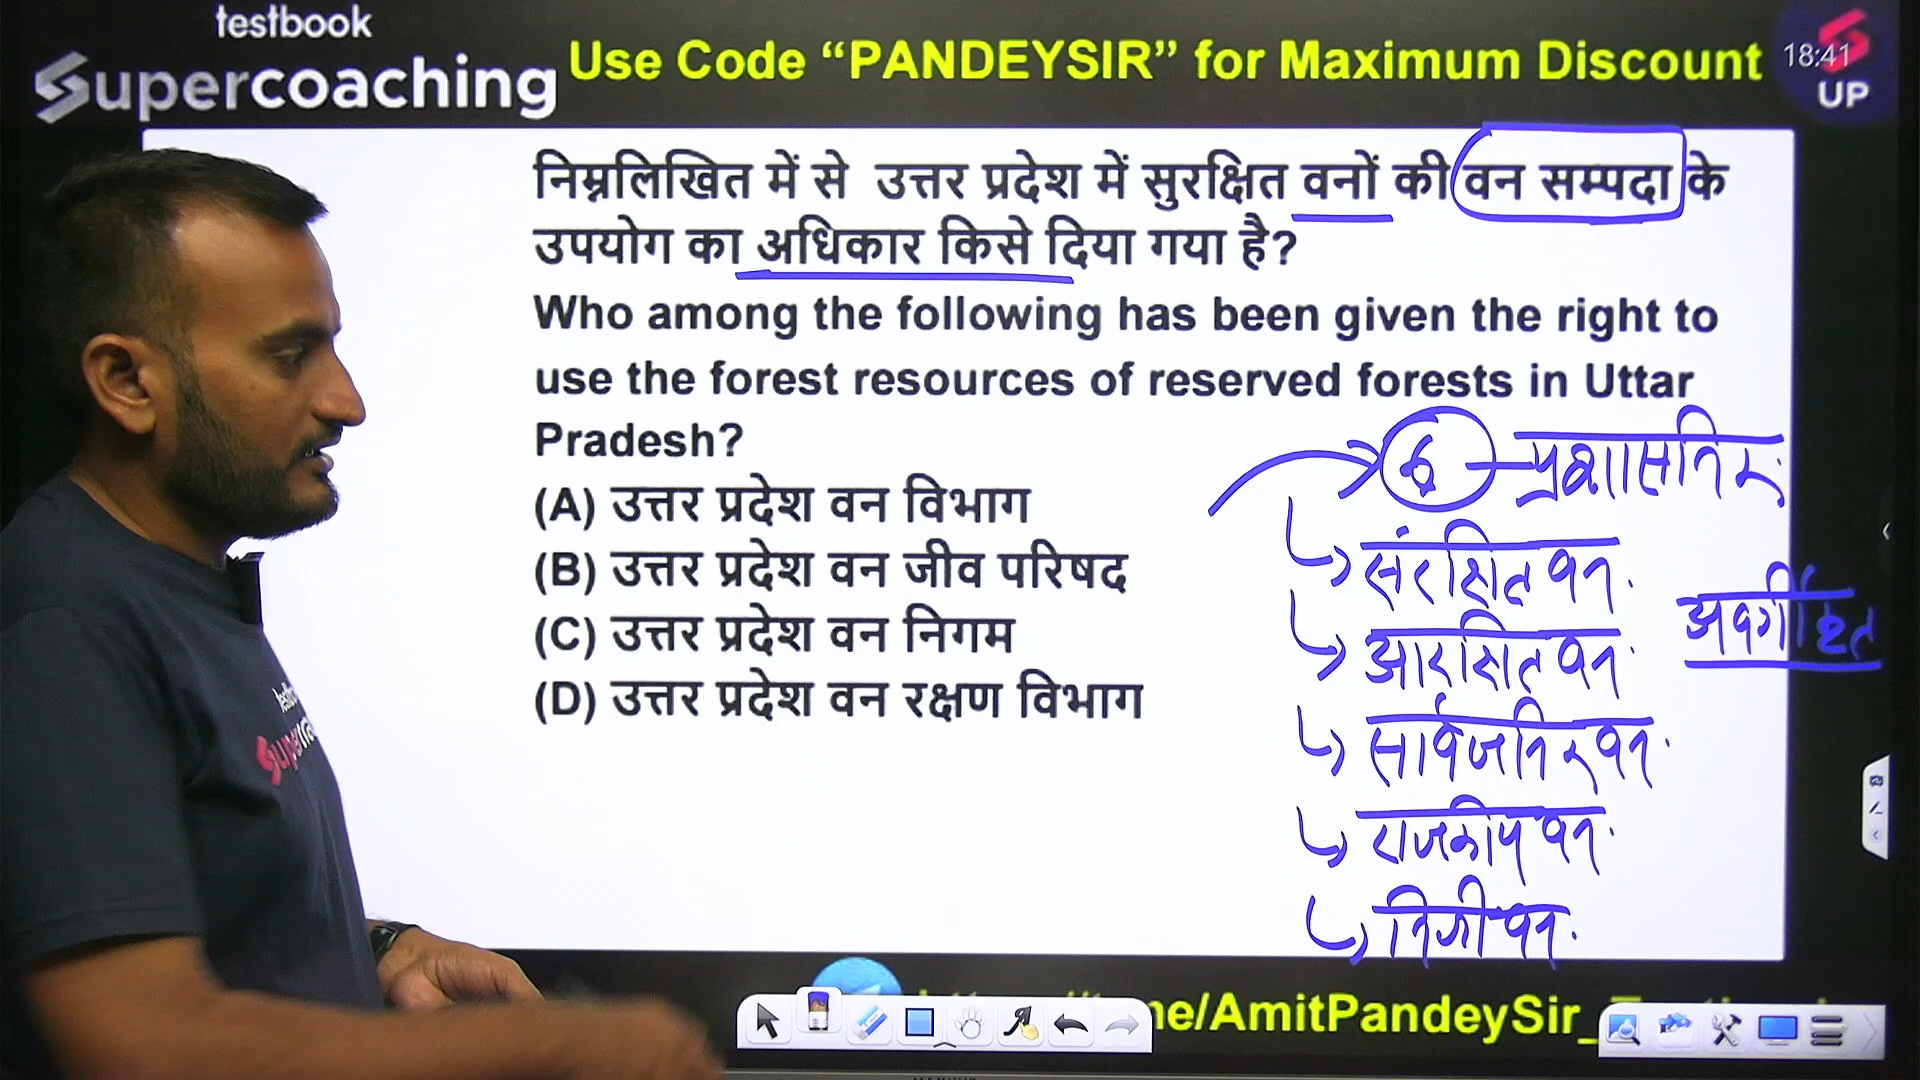 testbook
Supercoaching
Use Code “PANDEYSIR” for Maximum Discount
18:41
UP
निम्नलिखित में से उत्तर प्रदेश में सुरक्षित वनों की वन सम्पदा के
उपयोग का अधिकार किसे दिया गया है?
Who among the following has been given the right to
use the forest resources of reserved forests in Uttar
Pradesh?
(A) उत्तर प्रदेश वन विभाग
(B) उत्तर प्रदेश वन जीव परिषद
(C) उत्तर प्रदेश वन निगम
(D) उत्तर प्रदेश वन रक्षण विभाग
प्रशासनिक
संरक्षित वन
आरक्षित वन
सार्वजनिक वन
राजकीय वन
निजी वन
me/AmitPandeySir_